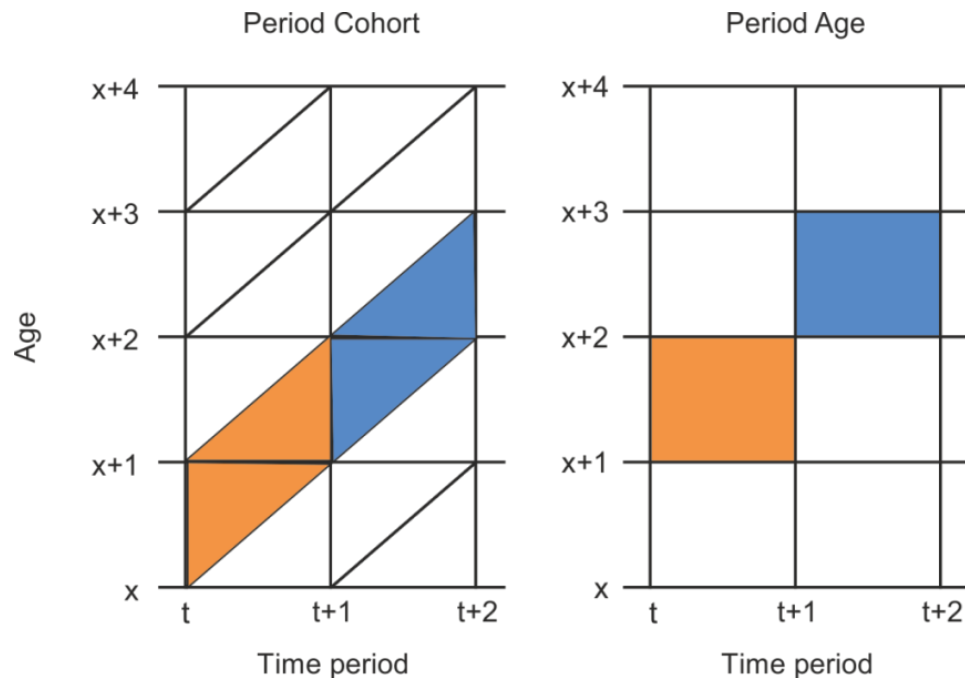 Period Cohort
Age
x+4
x+3
x+2
x+1
x
t
t+1
t+2
Time period
Period Age
x+4
x+3
x+2
x+1
x
t
t+1
t+2
Time period